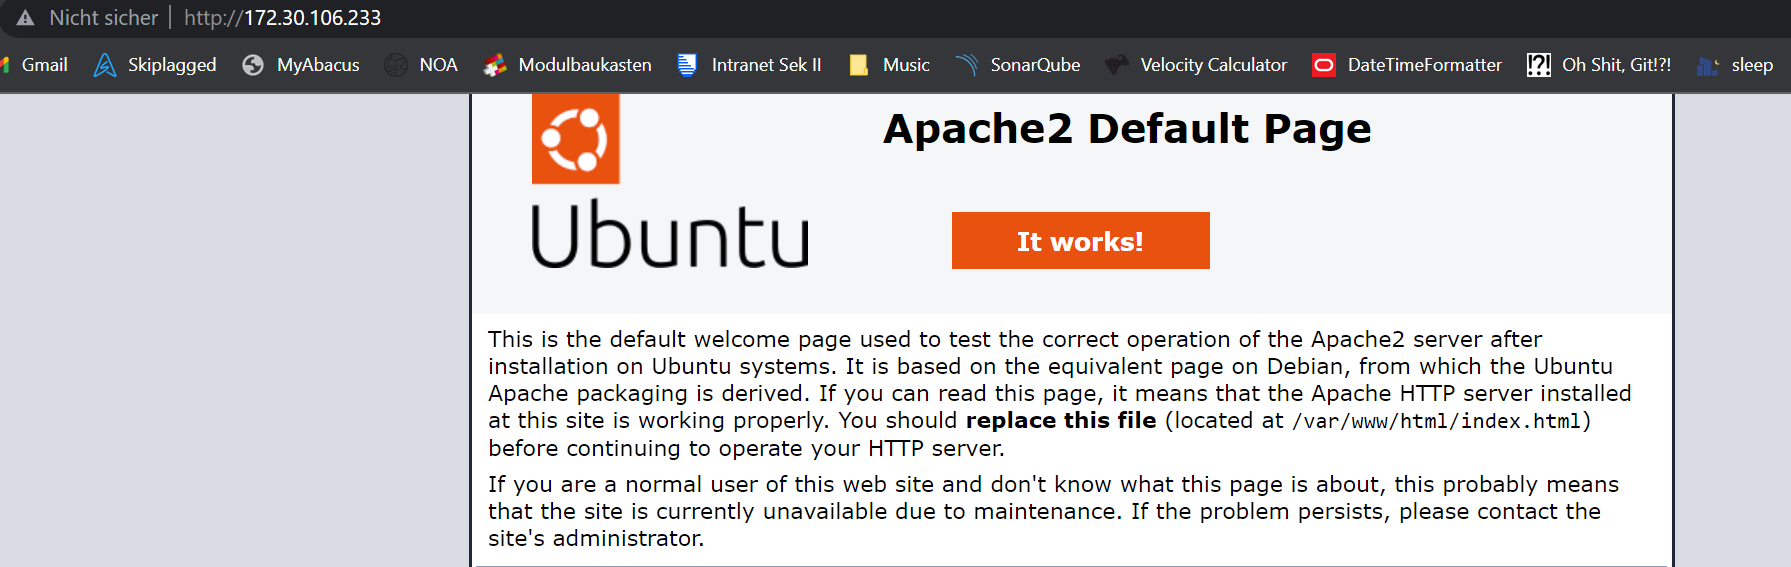 Nicht sicher | http://172.30.106.233
Gmail Skiplagged MyAbacus NOA Modulbaukasten Intranet Sek II Music SonarQube Velocity Calculator DateTimeFormatter Oh Shit, Git!?! sleep
Apache2 Default Page
Ubuntu
It works!
This is the default welcome page used to test the correct operation of the Apache2 server after
installation on Ubuntu systems. It is based on the equivalent page on Debian, from which the Ubuntu
Apache packaging is derived. If you can read this page, it means that the Apache HTTP server installed
at this site is working properly. You should replace this file (located at /var/www/html/index.html)
before continuing to operate your HTTP server.
If you are a normal user of this web site and don't know what this page is about, this probably means
that the site is currently unavailable due to maintenance. If the problem persists, please contact the
site's administrator.